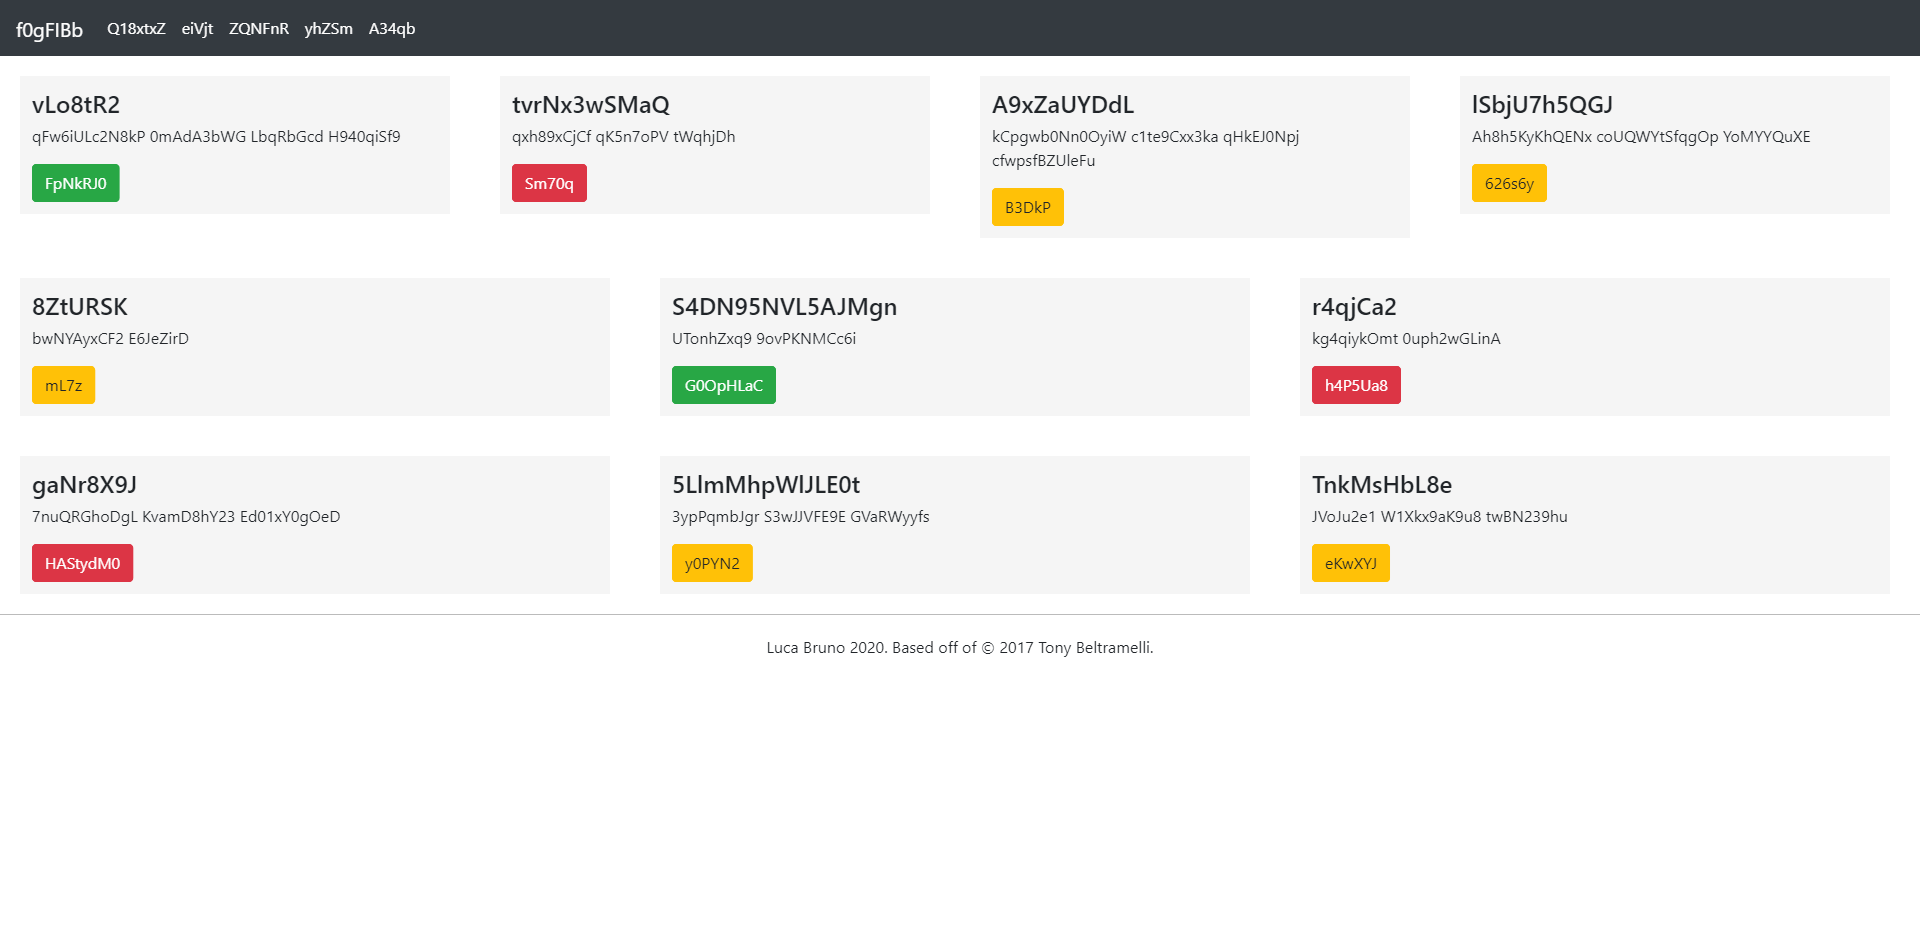 f0gFIBb Q18xtxZ eiVjt ZQNFnR yhZSm A34qb
vLo8tR2
qFw6iULc2N8kP 0mAdA3bWG LbqRbGcd H940qiSf9
FpNkRJ0
tvrNx3wSMaQ
qxh89xCjCf qK5n7oPV tWqhjDh
Sm70q
A9xZaUYDdL
kCpgwb0Nn0OyiW c1te9Cxx3ka qHkEJ0Npj
cfwpsfBZUleFu
B3DkP
lSbjU7h5QGJ
Ah8h5KyKhQENx coUQWYtSfqgOp YoMYYQuXE
626s6y
8ZtURSK
bwNYAyxCF2 E6JeZirD
mL7z
S4DN95NVL5AJMgn
UTonhZxq9 9ovPKNMCc6i
G0OpHLaC
r4qjCa2
kg4qiykOmt 0uph2wGLinA
h4P5Ua8
gaNr8X9J
7nuQRGhoDgL KvamD8hY23 Ed01xY0gOeD
HAStydM0
5LlmMhpWlJLE0t
3ypPqmbJgr S3wJJVFE9E GVaRWyyfs
y0PYN2
TnkMsHbL8e
JVoJu2e1 W1Xkx9aK9u8 twBN239hu
eKwXYJ
Luca Bruno 2020. Based off of © 2017 Tony Beltramelli.